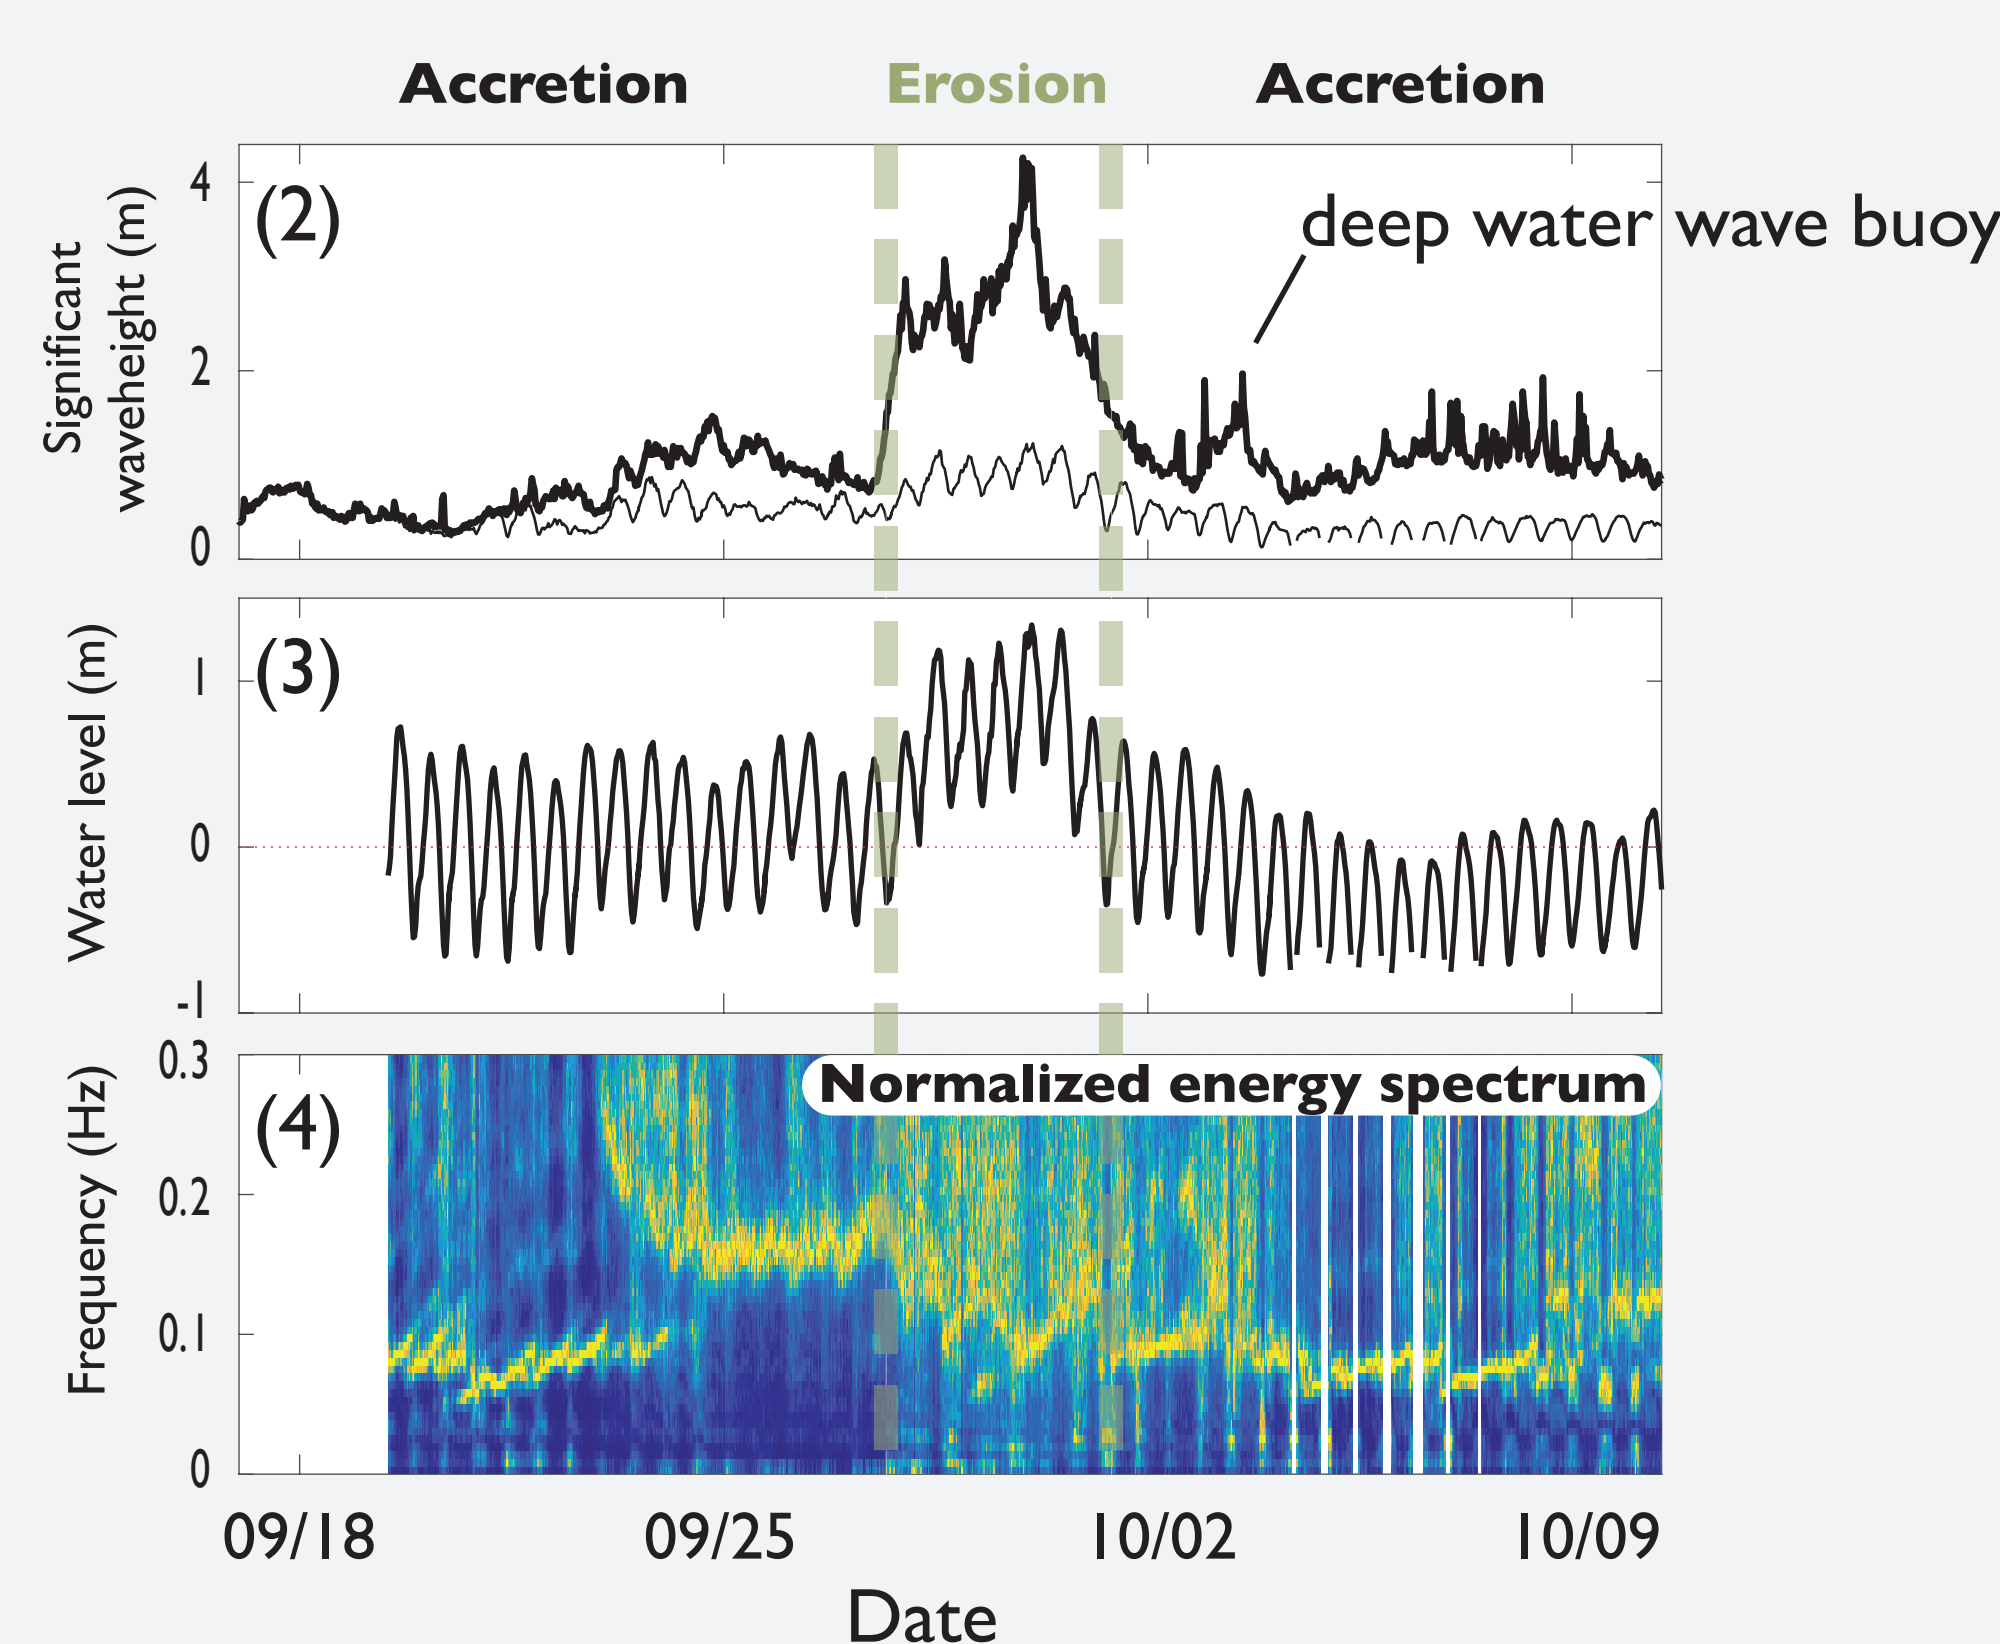 Accretion Erosion Accretion
Significant
waveheight (m)
4
2
0
(2)
deep water wave buoy
Water level (m)
1
0
-1
(3)
Frequency (Hz)
0.3
0.2
0.1
0
(4)
Normalized energy spectrum
09/18 09/25 10/02 10/09
Date